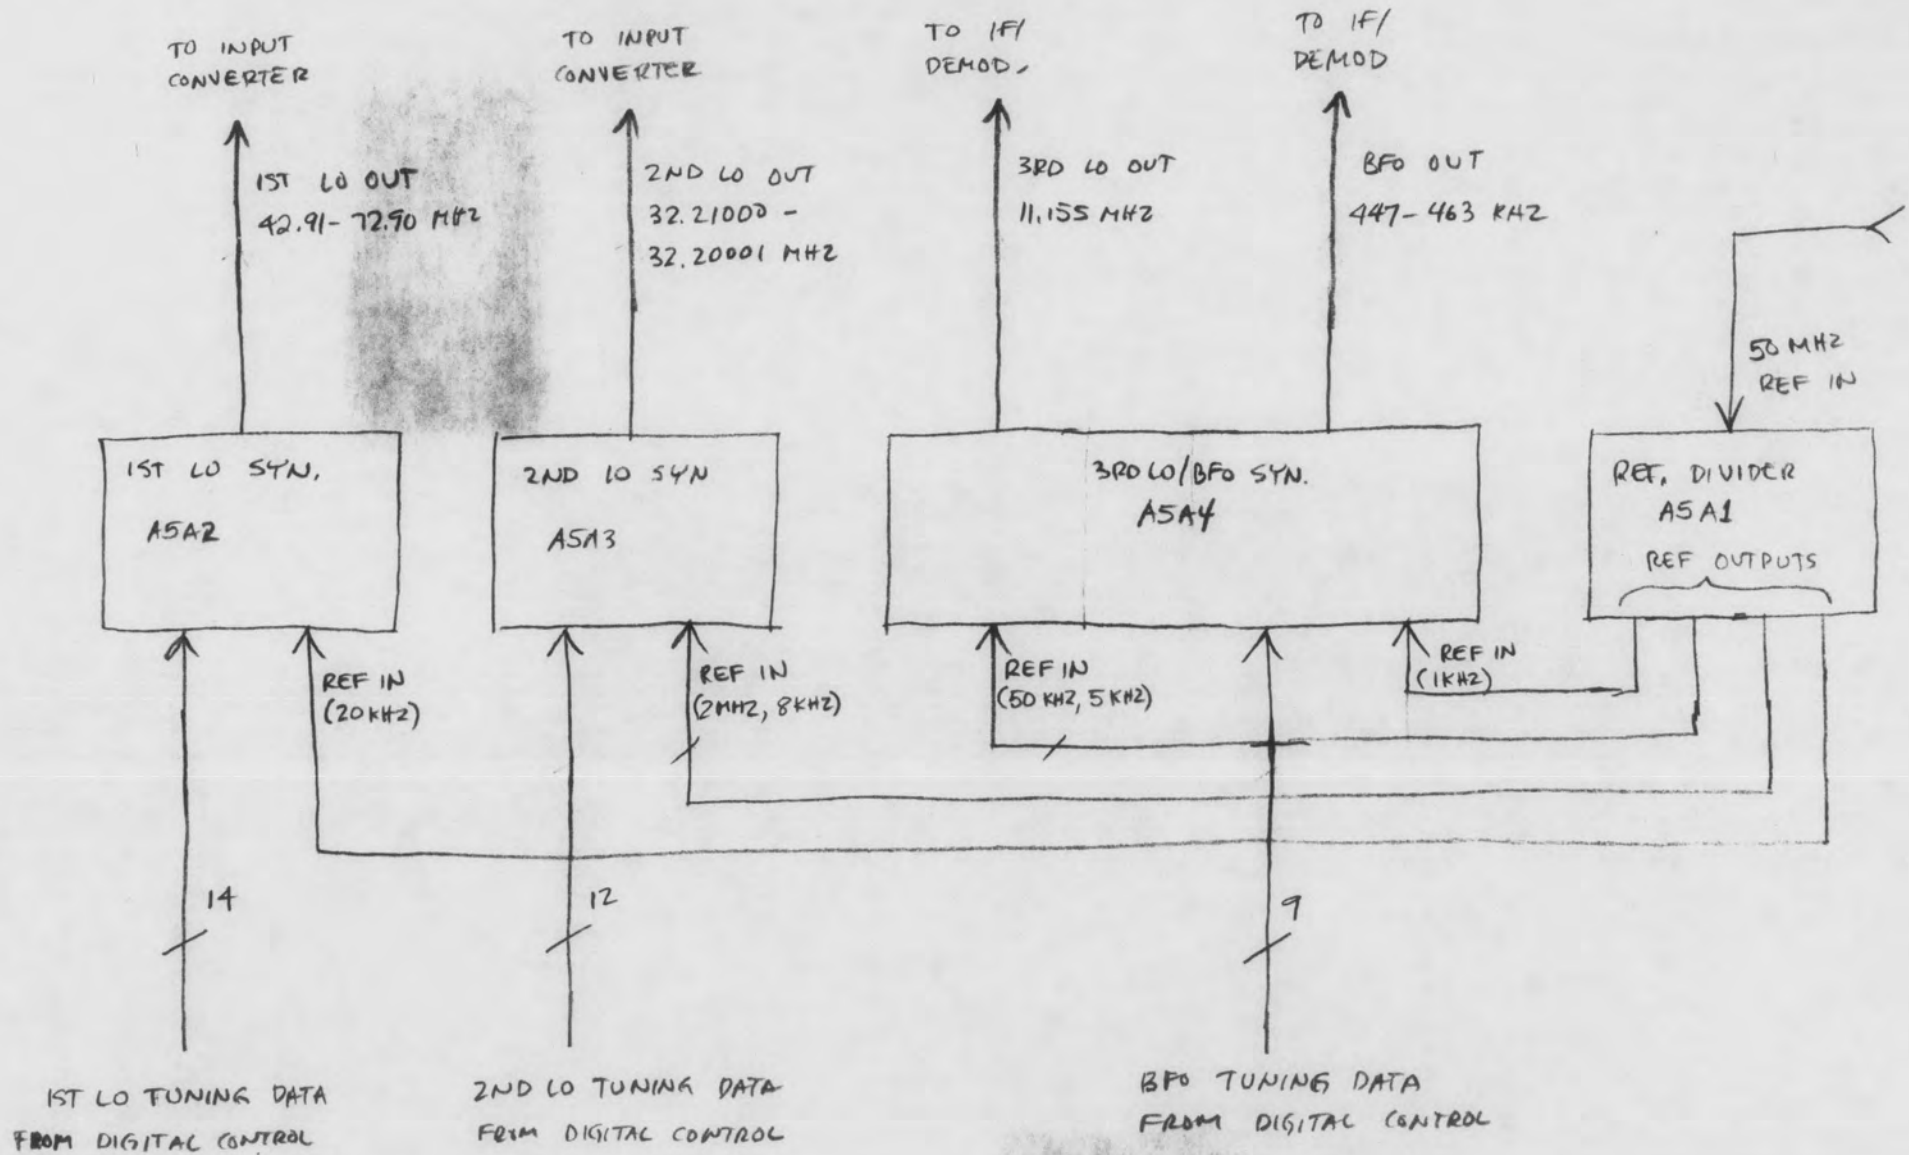 TO INPUT
CONVERTER
TO INPUT
CONVERTER
TO IF/
DEMOD.
TO IF/
DEMOD
1ST LO OUT
42.91-72.90 MHZ
2ND LO OUT
32.21000 -
32.20001 MHZ
3RD LO OUT
11.155 MHZ
BFO OUT
447-463 KHZ
50 MHZ
REF IN
1ST LO SYN.
A5A2
2ND LO SYN
A5A3
3RD LO/BFO SYN.
A5A4
REF. DIVIDER
A5A1
REF OUTPUTS
REF IN
(20KHZ)
REF IN
(2MHZ, 8KHZ)
REF IN
(50 KHZ, 5 KHZ)
REF IN
(1KHZ)
14
12
9
1ST LO TUNING DATA
FROM DIGITAL CONTROL
2ND LO TUNING DATA
FROM DIGITAL CONTROL
BFO TUNING DATA
FROM DIGITAL CONTROL